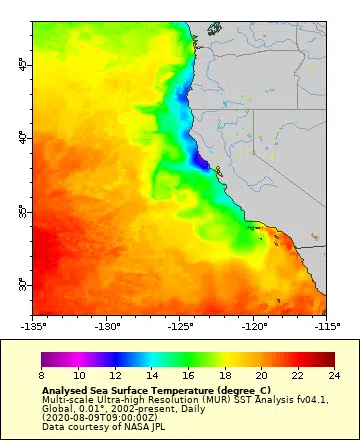 45°
40°
35°
30°
-135° -130° -125° -120° -115°
8 10 12 14 16 18 20 22 24
Analysed Sea Surface Temperature (degree_C)
Multi-scale Ultra-high Resolution (MUR) SST Analysis fv04.1,
Global, 0.01°, 2002-present, Daily
(2020-08-09T09:00:00Z)
Data courtesy of NASA JPL